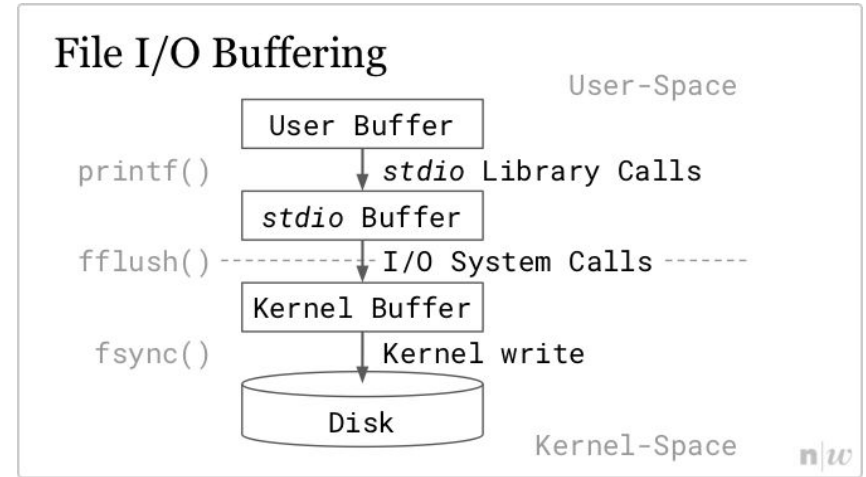 File I/O Buffering
User-Space
User Buffer
printf() stdio Library Calls
stdio Buffer
fflush() I/O System Calls
Kernel Buffer
fsync() Kernel write
Disk
Kernel-Space
n|w